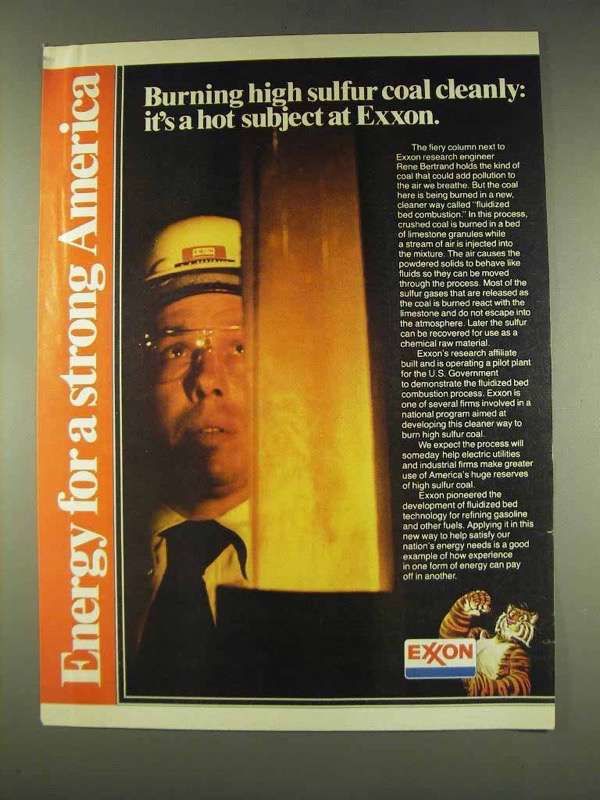 Energy for a strong America
Burning high sulfur coal cleanly:
it's a hot subject at Exxon.
The fiery column next to
Exxon research engineer
Rene Bertrand holds the kind of
coal that could add pollution to
the air we breathe. But the coal
here is being burned in a new,
cleaner way called "fluidized
bed combustion." In this process,
crushed coal is burned in a bed
of limestone granules while
a stream of air is injected into
the mixture. The air causes the
powdered solids to behave like
fluids so they can be moved
through the process. Most of the
sulfur gases that are released as
the coal is burned react with the
limestone and do not escape into
the atmosphere. Later the sulfur
can be recovered for use as a
chemical raw material.
Exxon's research affiliate
built and is operating a pilot plant
for the U.S. Government
to demonstrate the fluidized bed
combustion process. Exxon is
one of several firms involved in a
national program aimed at
developing this cleaner way to
burn high sulfur coal.
We expect the process will
someday help electric utilities
and industrial firms make greater
use of America's huge reserves
of high sulfur coal.
Exxon pioneered the
development of fluidized bed
technology for refining gasoline
and other fuels. Applying it in this
new way to help satisfy our
nation's energy needs is a good
example of how experience
in one form of energy can pay
off in another.
EXXON